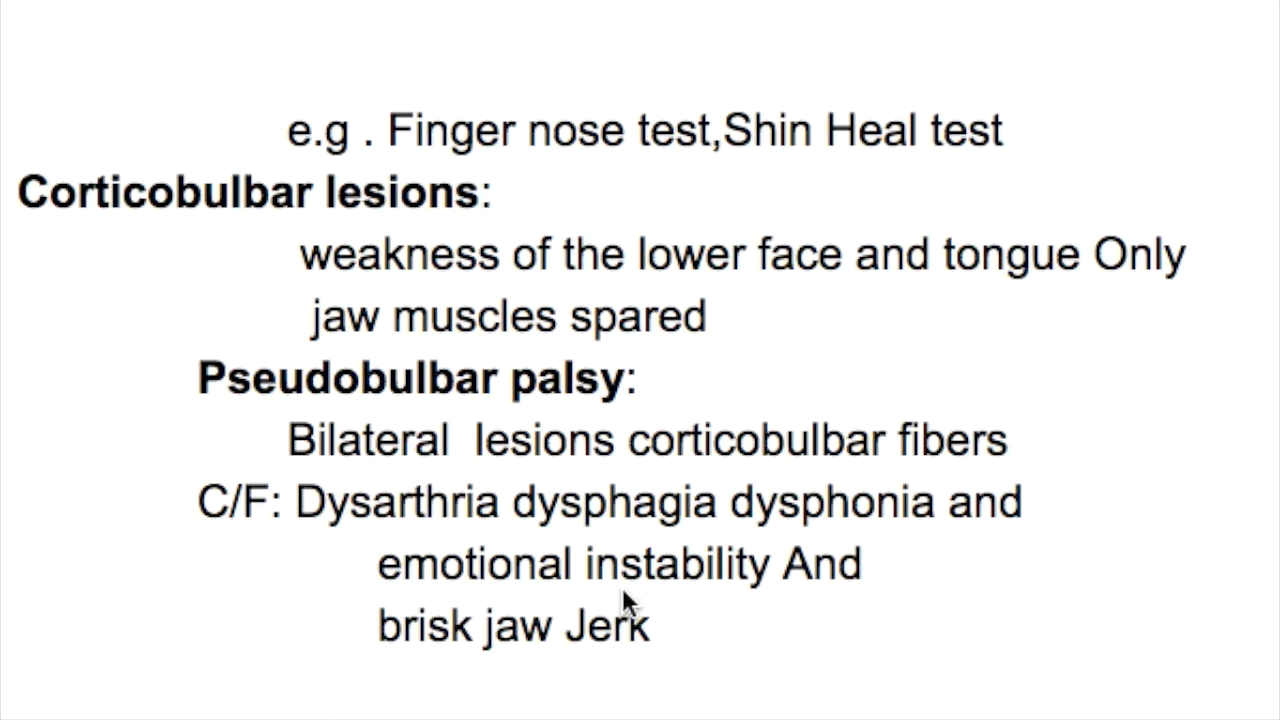 e.g . Finger nose test,Shin Heal test
Corticobulbar lesions:
weakness of the lower face and tongue Only
jaw muscles spared
Pseudobulbar palsy:
Bilateral  lesions corticobulbar fibers
C/F: Dysarthria dysphagia dysphonia and
emotional instability And
brisk jaw Jerk